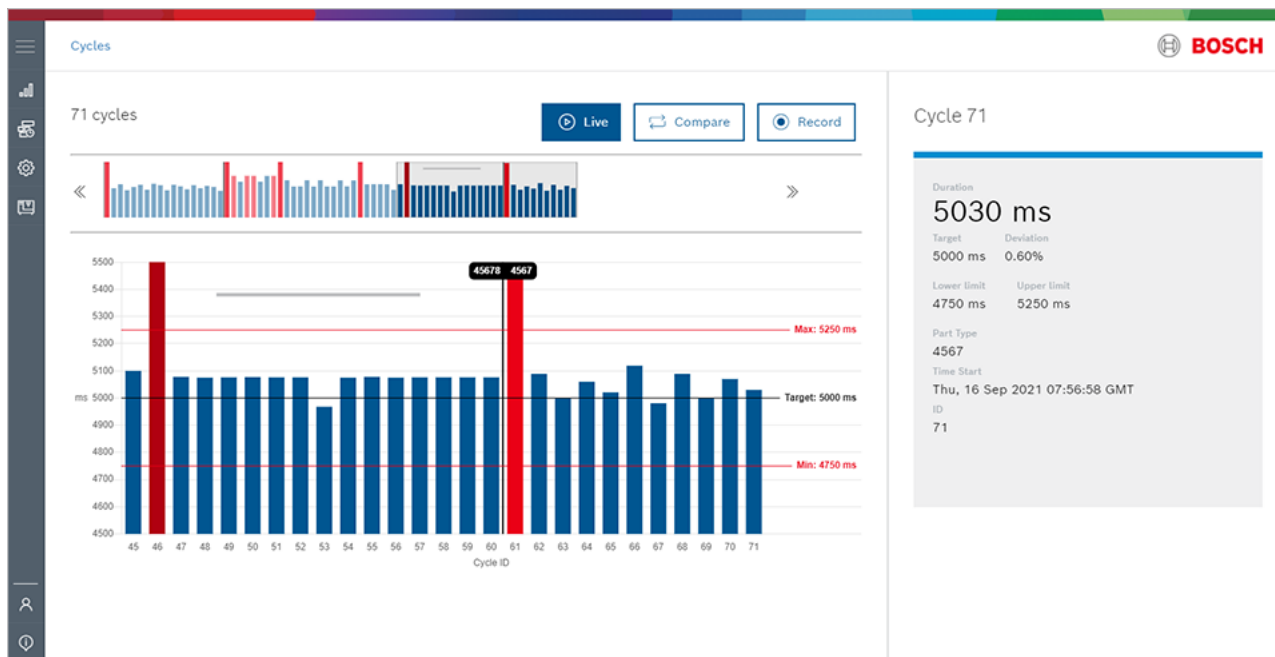 Cycles
BOSCH
71 cycles
Live
Compare
Record
5500
5400
5300
5200
5100
ms 5000
4900
4800
4700
4600
4500
45678 4567
Max: 5250 ms
Target: 5000 ms
Min: 4750 ms
45 46 47 48 49 50 51 52 53 54 55 56 57 58 59 60 61 62 63 64 65 66 67 68 69 70 71
Cycle ID
Cycle 71
Duration
5030 ms
Target Deviation
5000 ms 0.60%
Lower limit Upper limit
4750 ms 5250 ms
Part Type
4567
Time Start
Thu, 16 Sep 2021 07:56:58 GMT
ID
71